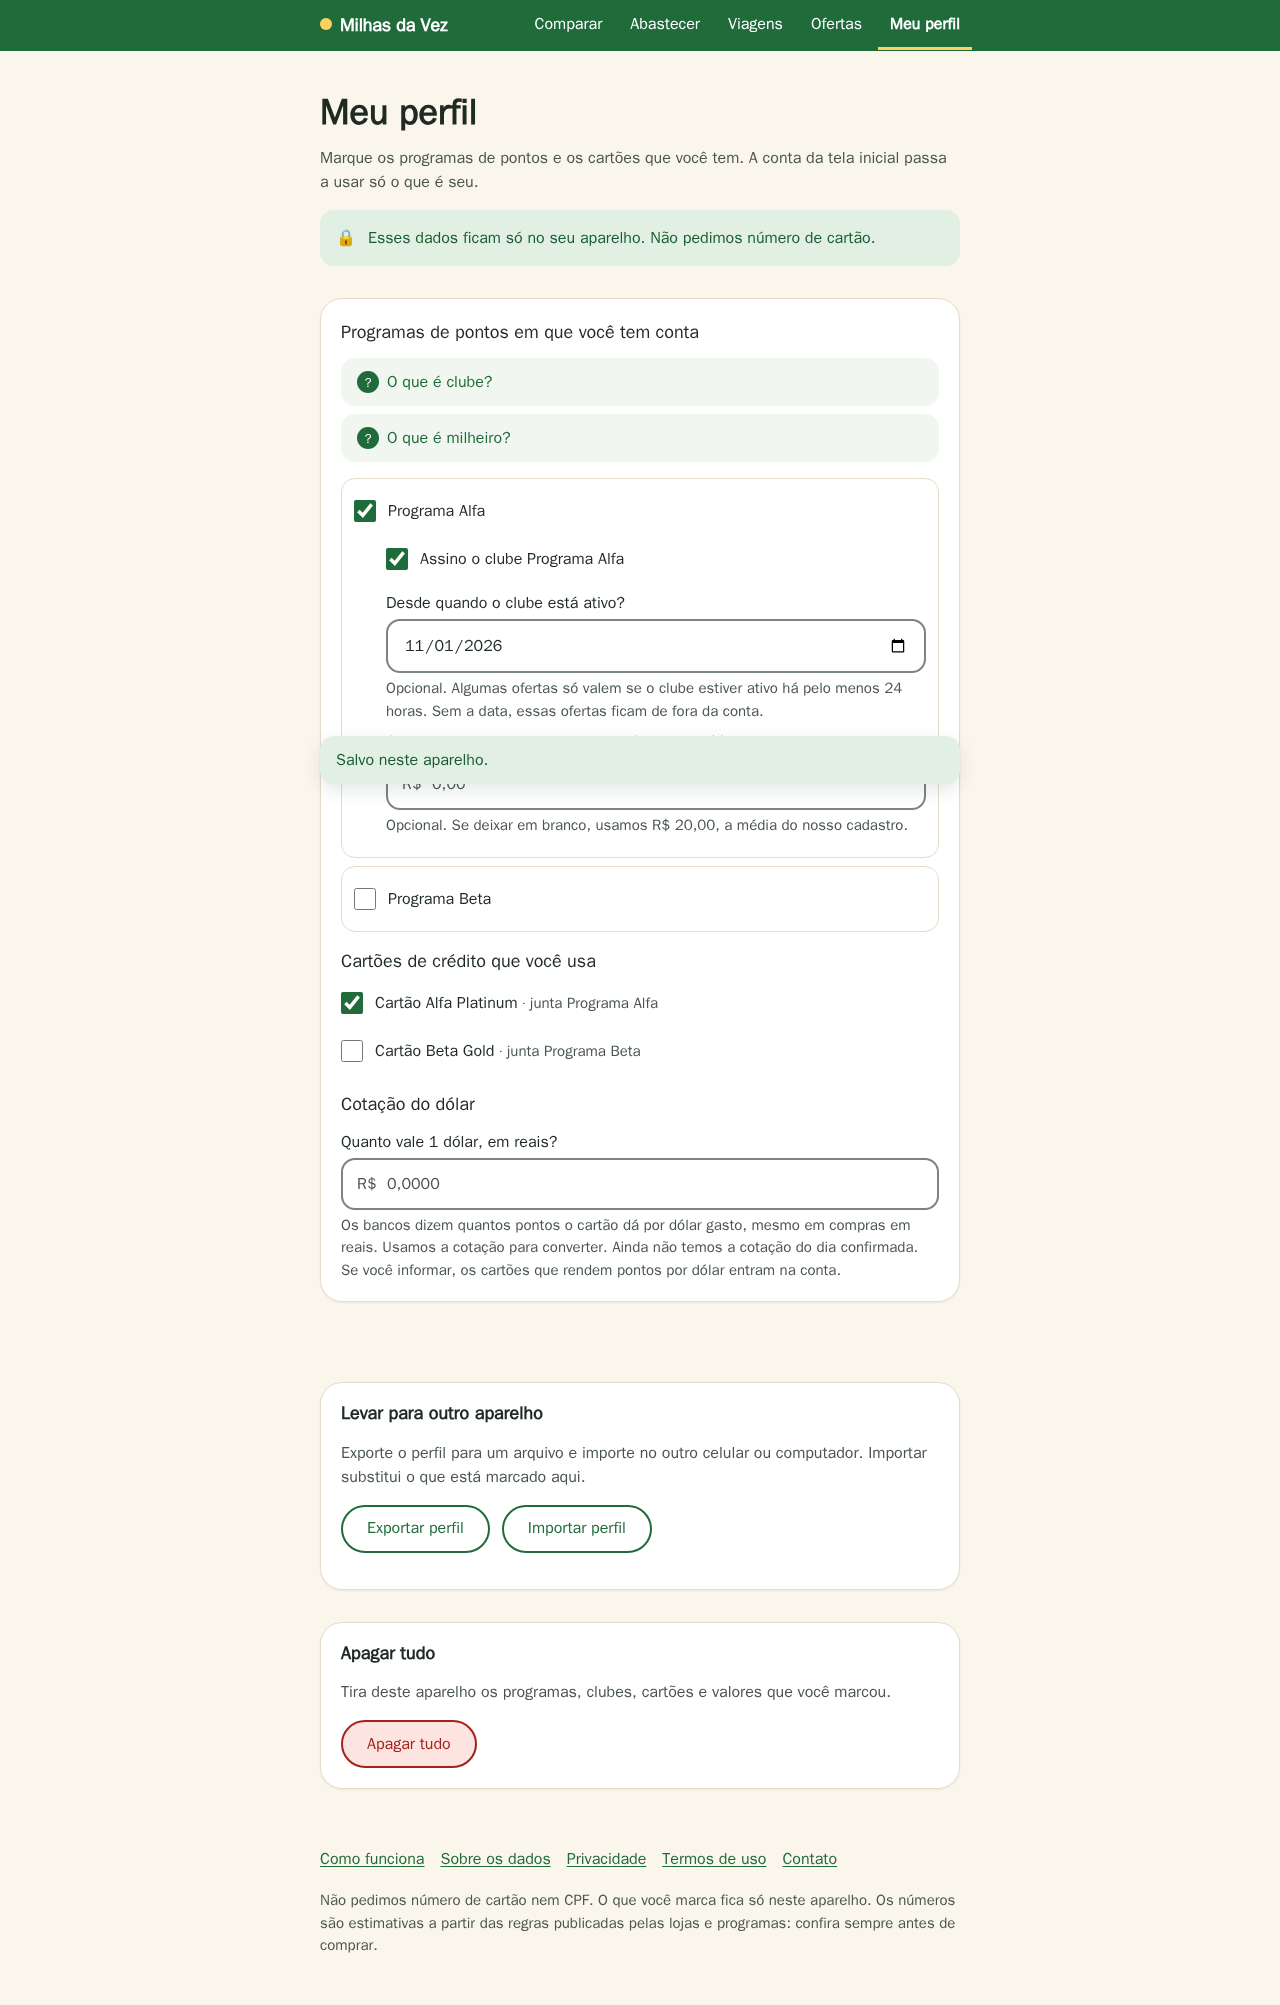 Milhas da Vez
Comparar
Abastecer
Viagens
Ofertas
Meu perfil
Meu perfil
Marque os programas de pontos e os cartões que você tem. A conta da tela inicial passa
a usar só o que é seu.
Esses dados ficam só no seu aparelho. Não pedimos número de cartão.
Programas de pontos em que você tem conta
? O que é clube?
? O que é milheiro?
Programa Alfa
Assino o clube Programa Alfa
Desde quando o clube está ativo?
11/01/2026
Opcional. Algumas ofertas só valem se o clube estiver ativo há pelo menos 24
horas. Sem a data, essas ofertas ficam de fora da conta.
Salvo neste aparelho.
R$ 0,00
Opcional. Se deixar em branco, usamos R$ 20,00, a média do nosso cadastro.
Programa Beta
Cartões de crédito que você usa
Cartão Alfa Platinum · junta Programa Alfa
Cartão Beta Gold · junta Programa Beta
Cotação do dólar
Quanto vale 1 dólar, em reais?
R$ 0,0000
Os bancos dizem quantos pontos o cartão dá por dólar gasto, mesmo em compras em
reais. Usamos a cotação para converter. Ainda não temos a cotação do dia confirmada.
Se você informar, os cartões que rendem pontos por dólar entram na conta.
Levar para outro aparelho
Exporte o perfil para um arquivo e importe no outro celular ou computador. Importar
substitui o que está marcado aqui.
Exportar perfil
Importar perfil
Apagar tudo
Tira deste aparelho os programas, clubes, cartões e valores que você marcou.
Apagar tudo
Como funciona
Sobre os dados
Privacidade
Termos de uso
Contato
Não pedimos número de cartão nem CPF. O que você marca fica só neste aparelho. Os números
são estimativas a partir das regras publicadas pelas lojas e programas: confira sempre antes de
comprar.